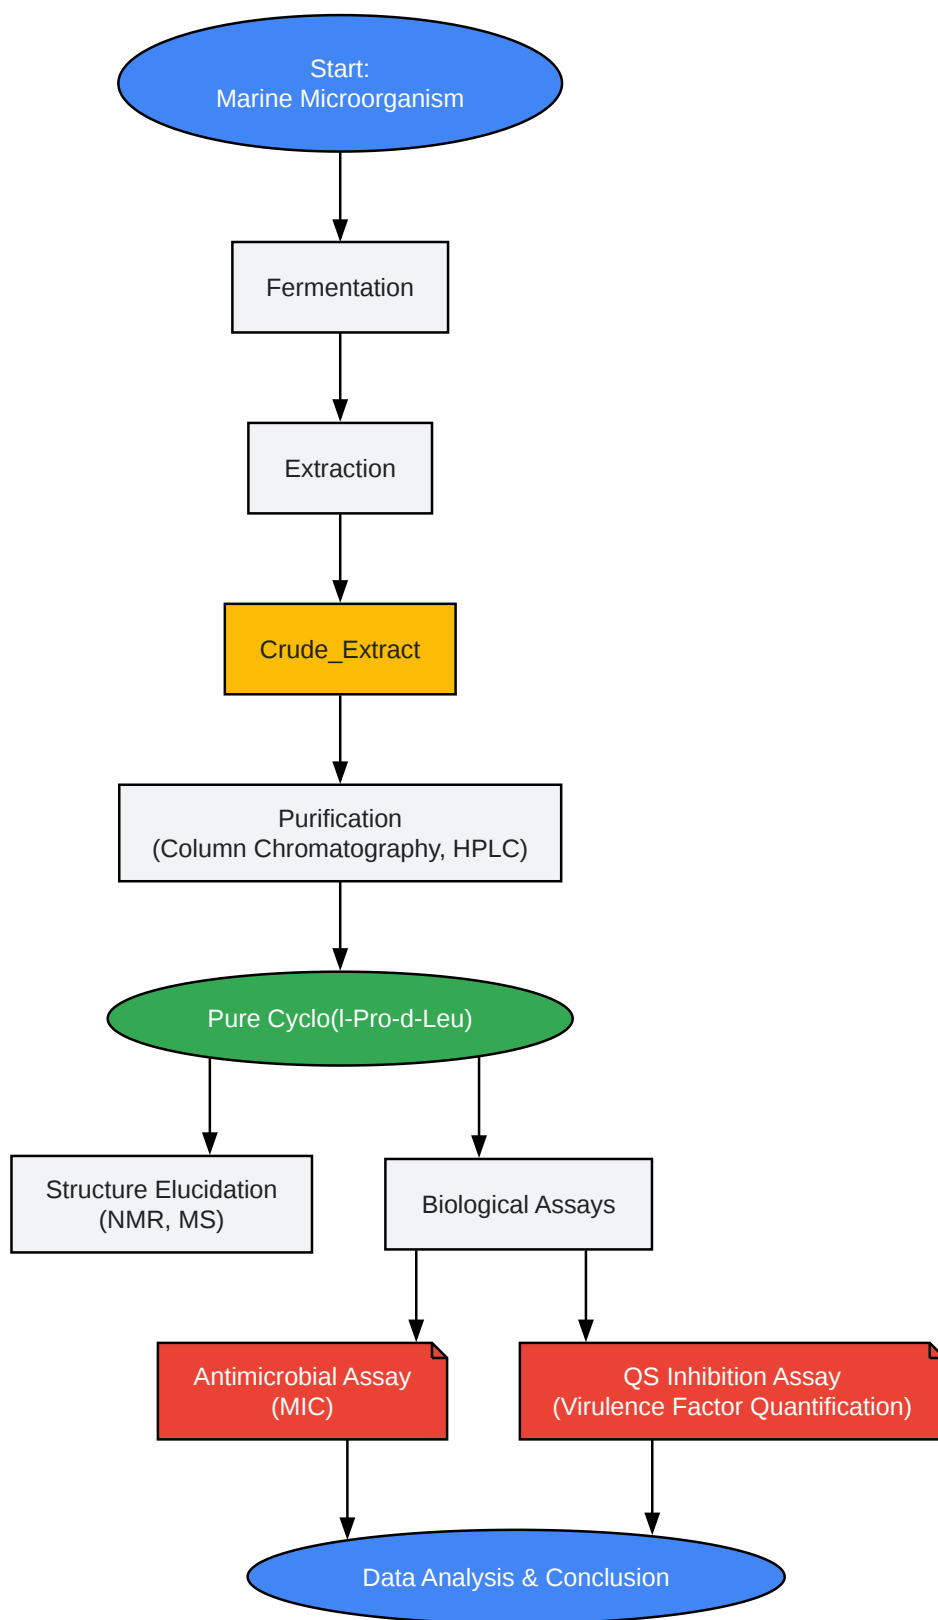 Start:
Marine Microorganism
Fermentation
Extraction
Crude_Extract
Purification
(Column Chromatography, HPLC)
Pure Cyclo(l-Pro-d-Leu)
Structure Elucidation
(NMR, MS)
Biological Assays
Antimicrobial Assay
(MIC)
QS Inhibition Assay
(Virulence Factor Quantification)
Data Analysis & Conclusion